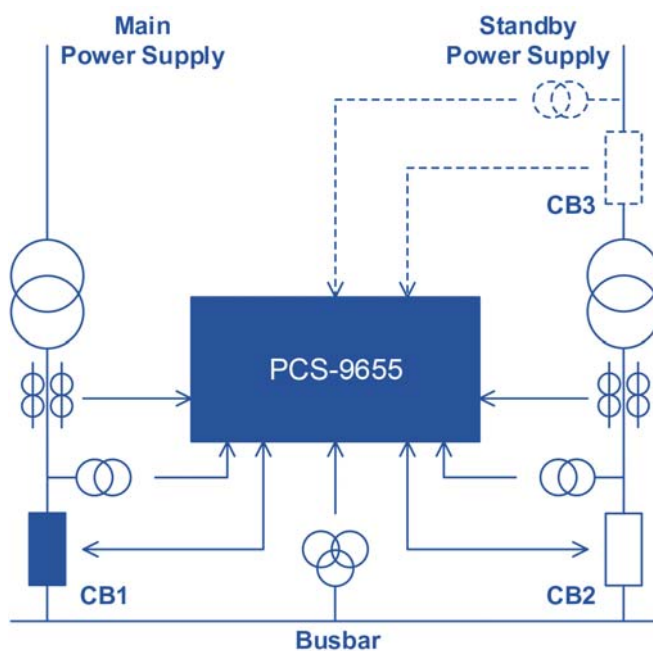 Main
Power Supply
Standby
Power Supply
CB3
PCS-9655
CB1
CB2
Busbar